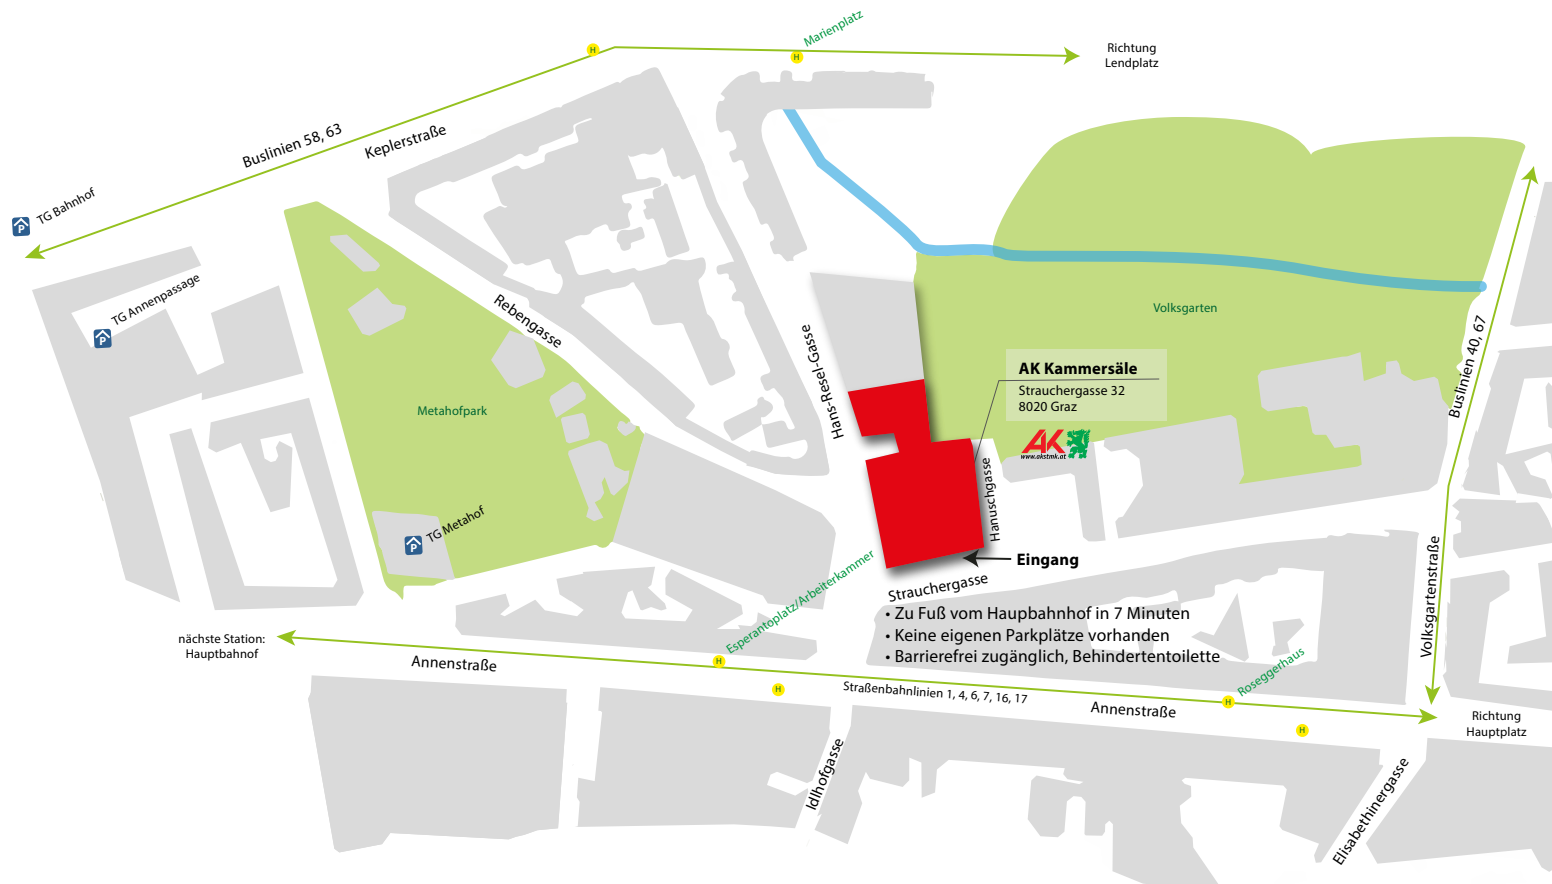 Marienplatz
H
H
Richtung
Lendplatz
Buslinien 58, 63
Keplerstraße
P
TG Bahnhof
P
TG Annenpassage
Rebengasse
Hans-Resel-Gasse
Volksgarten
Buslinien 40, 67
AK Kammersäle
Strauchergasse 32
8020 Graz
Metahofpark
AK
www.akstmk.at
Hanuschgasse
P
TG Metahof
Eingang
Esperantoplatz/Arbeiterkammer
Strauchergasse
Volksgartenstraße
• Zu Fuß vom Haupbahnhof in 7 Minuten
• Keine eigenen Parkplätze vorhanden
• Barrierefrei zugänglich, Behindertentoilette
nächste Station:
Hauptbahnhof
Annenstraße
H
H
Straßenbahnlinien 1, 4, 6, 7, 16, 17
Roseggerhaus
H
H
Annenstraße
Richtung
Hauptplatz
Idlhofgasse
Elisabethinergasse